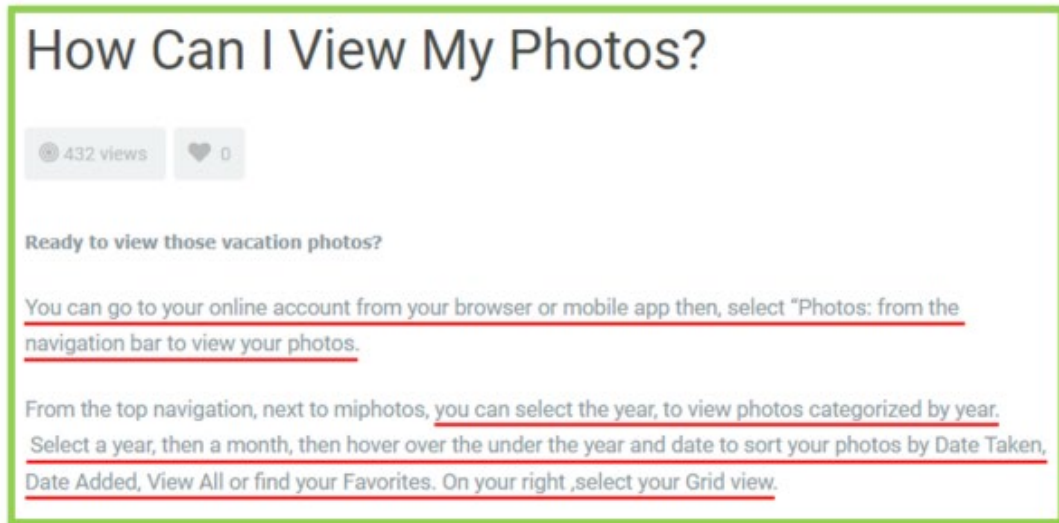 How Can I View My Photos?
432 views
0
Ready to view those vacation photos?
You can go to your online account from your browser or mobile app then, select “Photos: from the
navigation bar to view your photos.
From the top navigation, next to miphotos, you can select the year, to view photos categorized by year.
Select a year, then a month, then hover over the under the year and date to sort your photos by Date Taken,
Date Added, View All or find your Favorites. On your right ,select your Grid view.